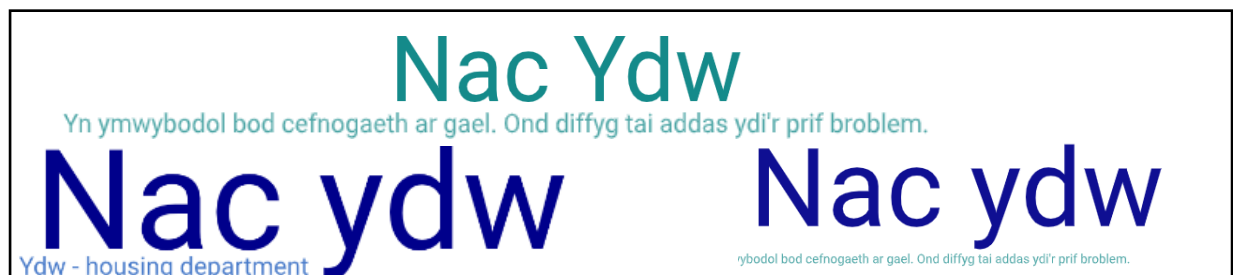 Nac Ydw
Yn ymwybodol bod cefnogaeth ar gael. Ond diffyg tai addas ydi'r prif broblem.
Nac ydw
Nac ydw
Ydw - housing department
bod cefnogaeth ar gael. Ond diffyg tai addas ydi'r prif broblem.